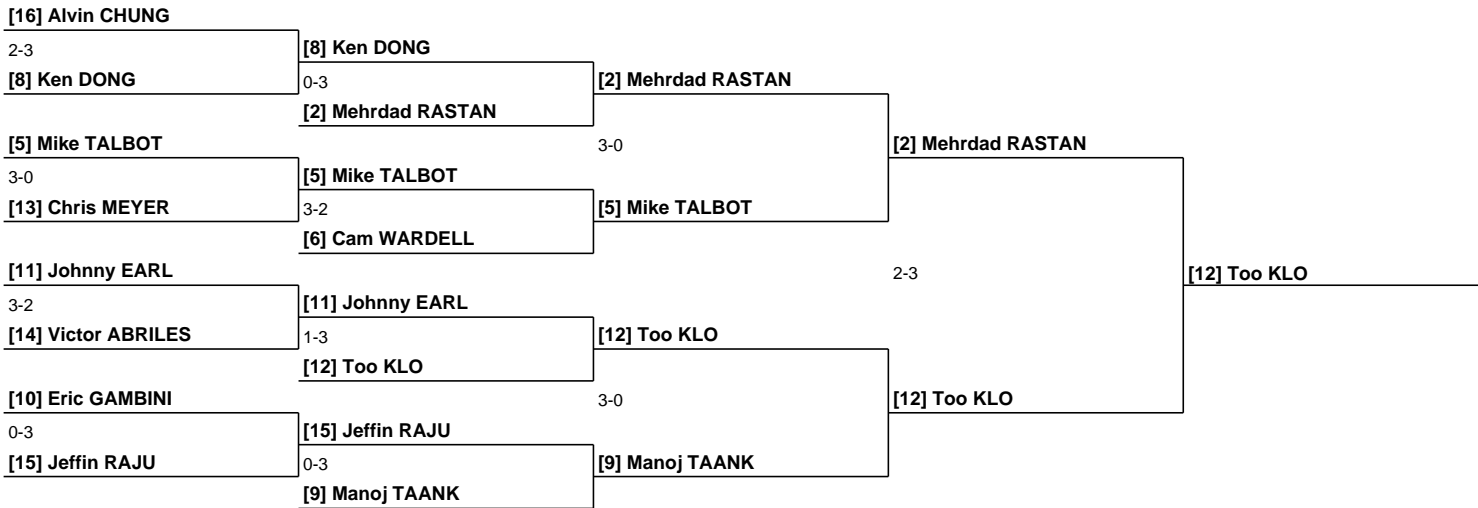 [16] Alvin CHUNG
2-3
[8] Ken DONG
[8] Ken DONG
0-3
[2] Mehrdad RASTAN
[2] Mehrdad RASTAN
[5] Mike TALBOT
3-0
[2] Mehrdad RASTAN
3-0
[5] Mike TALBOT
[13] Chris MEYER
3-2
[5] Mike TALBOT
[6] Cam WARDELL
[11] Johnny EARL
2-3
[12] Too KLO
3-2
[11] Johnny EARL
[14] Victor ABRILES
1-3
[12] Too KLO
[12] Too KLO
[10] Eric GAMBINI
3-0
[12] Too KLO
0-3
[15] Jeffin RAJU
[15] Jeffin RAJU
0-3
[9] Manoj TAANK
[9] Manoj TAANK